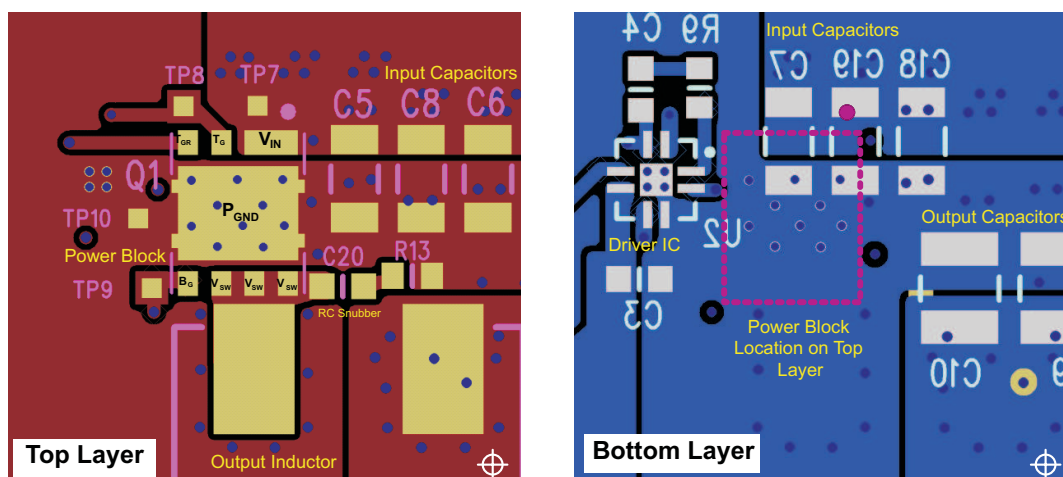 Input Capacitors
TP8
TP7
C5
C8
C6
TGR
TG
VIN
Q1
PGND
TP10
Power Block
TP9
BG
VSW
VSW
VSW
C20
R13
RC Snubber
Output Inductor
Top Layer
C4
R9
Input Capacitors
C7
C19
C18
Driver IC
U2
Output Capacitors
C3
Power Block
Location on Top
Layer
C10
9
Bottom Layer